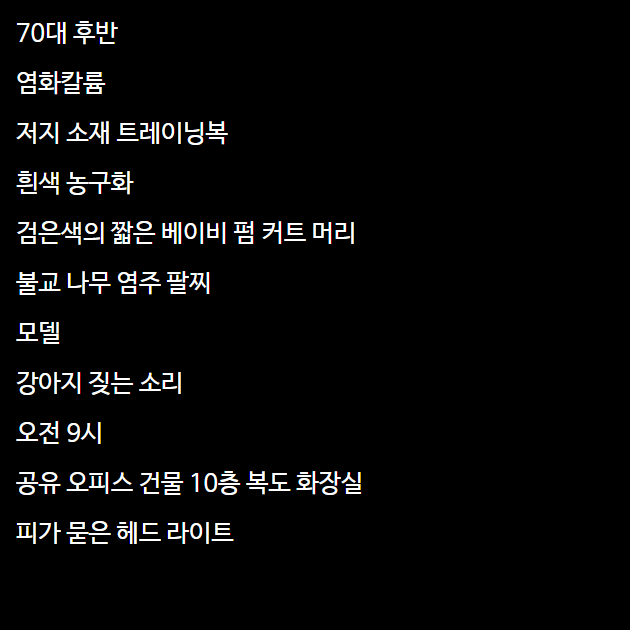 70대 후반
염화칼륨
저지 소재 트레이닝복
흰색 농구화
검은색의 짧은 베이비 펌 커트 머리
불교 나무 염주 팔찌
모델
강아지 짖는 소리
오전 9시
공유 오피스 건물 10층 복도 화장실
피가 묻은 헤드 라이트